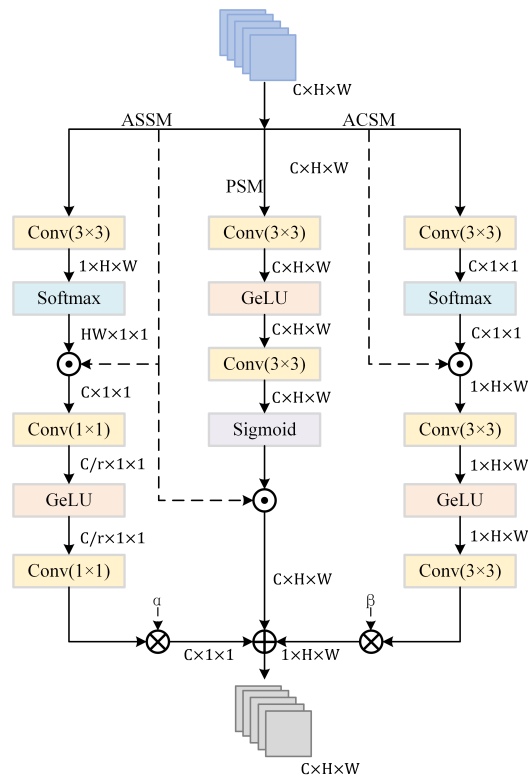 C×H×W
ASSM
ACSM
PSM
C×H×W
Conv(3×3)
Conv(3×3)
Conv(3×3)
1×H×W
C×H×W
C×1×1
Softmax
GeLU
Softmax
HW×1×1
C×H×W
C×1×1
Conv(3×3)
C×1×1
C×H×W
1×H×W
Conv(1×1)
Sigmoid
Conv(3×3)
C/r×1×1
1×H×W
GeLU
GeLU
C/r×1×1
1×H×W
Conv(1×1)
C×H×W
Conv(3×3)
α
β
C×1×1
1×H×W
C×H×W